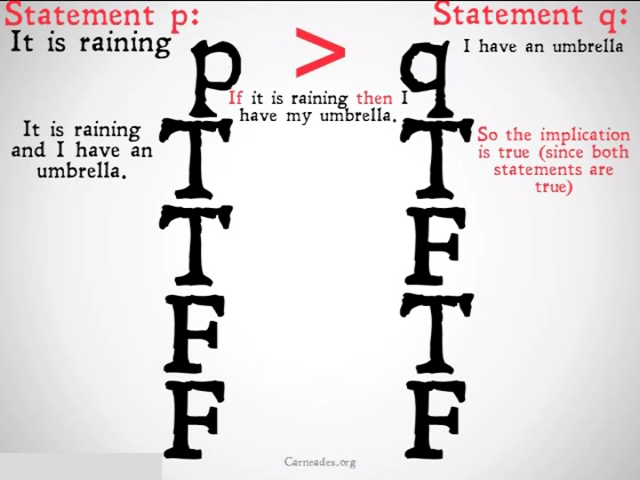 Statement p:
It is raining
>
Statement q:
I have an umbrella
p
q
If it is raining then I
have my umbrella.
It is raining
and I have an
umbrella.
T
T
So the implication
is true (since both
statements are
true)
T
F
F
T
F
F
Carneades.org